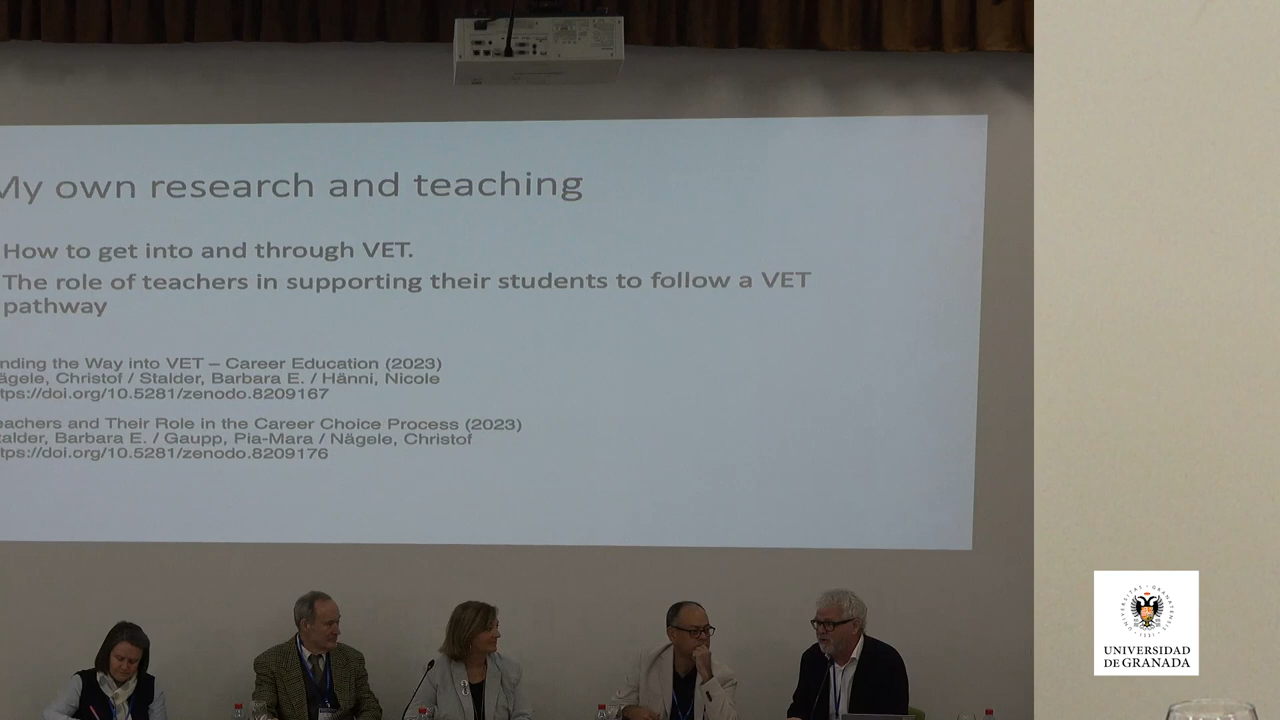 My own research and teaching
How to get into and through VET.
The role of teachers in supporting their students to follow a VET
pathway
nding the Way into VET – Career Education (2023)
ägele, Christof / Stalder, Barbara E. / Hänni, Nicole
tps://doi.org/10.5281/zenodo.8209167
eachers and Their Role in the Career Choice Process (2023)
talder, Barbara E. / Gaupp, Pia-Mara / Nägele, Christof
tps://doi.org/10.5281/zenodo.8209176
UNIVERSIDAD
DE GRANADA